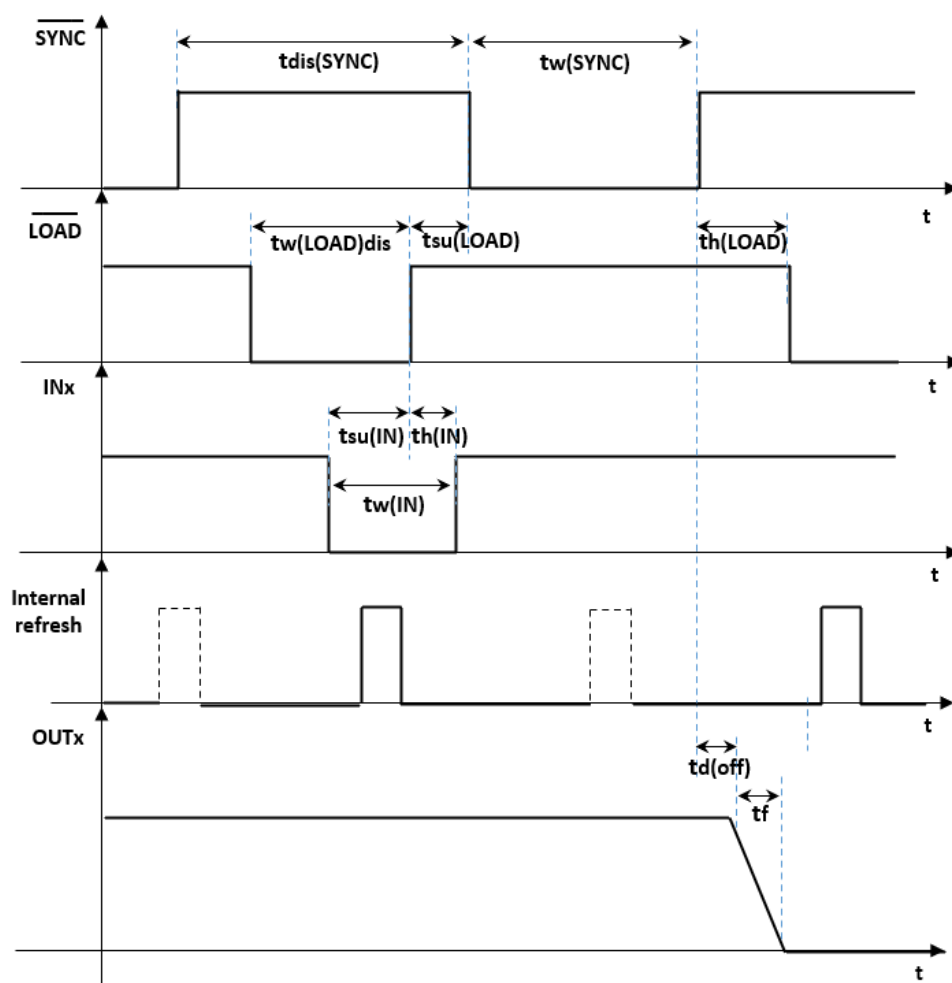 SYNC
tdis(SYNC)
tw(SYNC)
t
LOAD
tw(LOAD)dis
tsu(LOAD)
th(LOAD)
t
INx
tsu(IN)
th(IN)
tw(IN)
t
Internal
refresh
t
OUTx
td(off)
tf
t